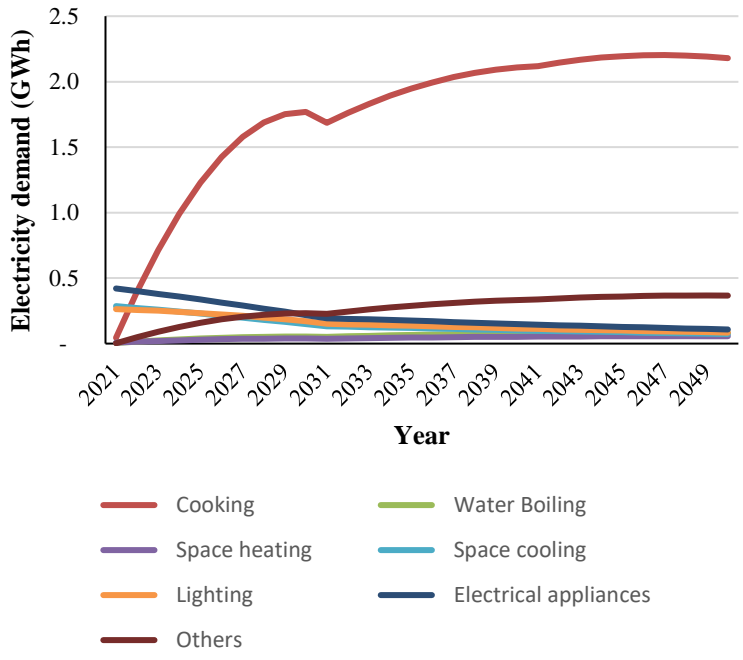 2.5
2.0
1.5
1.0
0.5
-
Electricity demand (GWh)
2021 2023 2025 2027 2029 2031 2033 2035 2037 2039 2041 2043 2045 2047 2049
Year
Cooking Water Boiling
Space heating Space cooling
Lighting Electrical appliances
Others